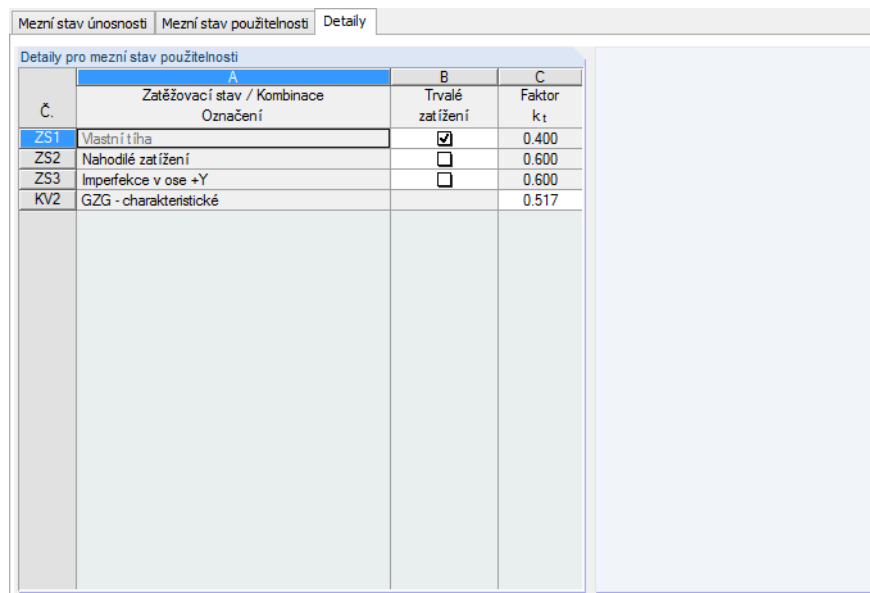 Mezní stav únosnosti Mezní stav použitelnosti Detaily
Detaily pro mezní stav použitelnosti
A B C
Č. Zatěžovací stav / Kombinace Trvalé Faktor
Označení zatížení kt
ZS1 Vlastní tíha 0.400
ZS2 Nahodilé zatížení 0.600
ZS3 Imperfekce v ose +Y 0.600
KV2 GZG - charakteristické 0.517